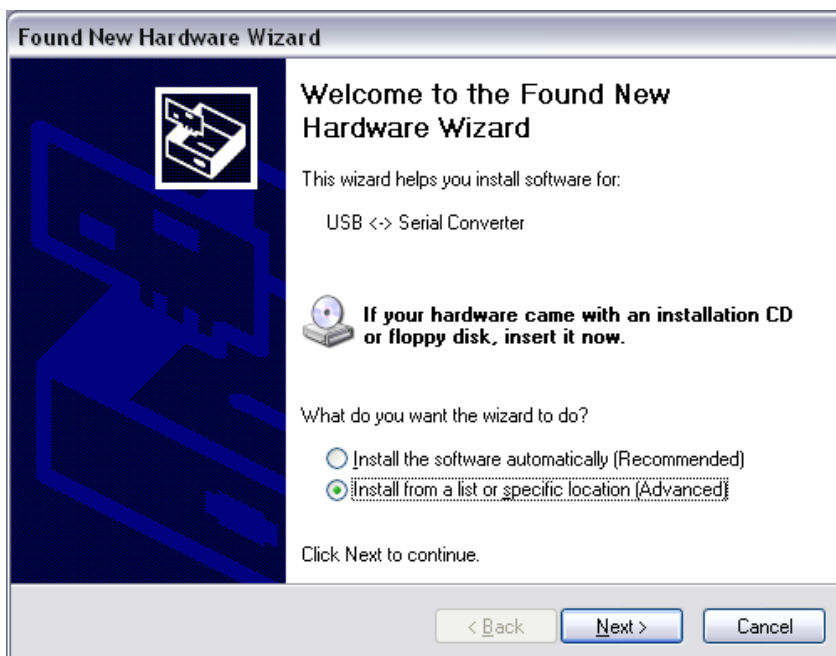 Found New Hardware Wizard
Welcome to the Found New
Hardware Wizard
This wizard helps you install software for:
USB <-> Serial Converter
If your hardware came with an installation CD
or floppy disk, insert it now.
What do you want the wizard to do?
Install the software automatically (Recommended)
Install from a list or specific location (Advanced)
Click Next to continue.
< Back Next > Cancel